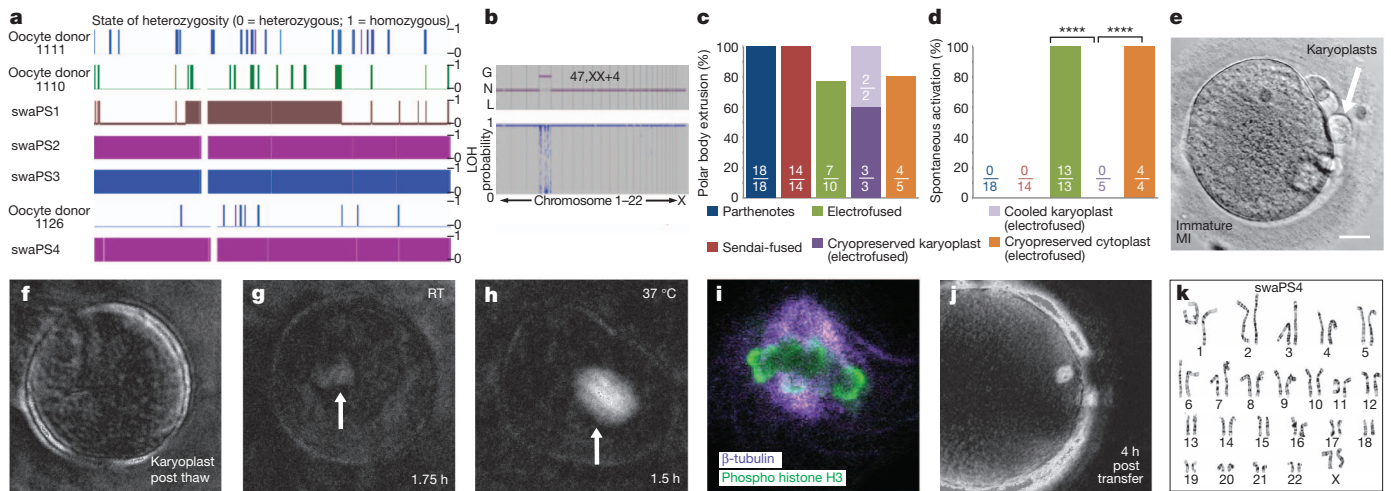 a
State of heterozygosity (0 = heterozygous; 1 = homozygous)
Oocyte donor
1111
1
0
Oocyte donor
1110
1
0
swaPS1
1
0
swaPS2
1
0
swaPS3
1
0
Oocyte donor
1126
1
0
swaPS4
1
0
b
G
N
L
47,XX+4
1
LOH
probability
0
Chromosome 1–22
X
c
Polar body extrusion (%)
100
80
60
40
20
0
18/18
14/14
7/10
2/2
3/3
4/5
d
Spontaneous activation (%)
100
80
60
40
20
0
**** ****
0/18
0/14
13/13
0/5
4/4
Parthenotes
Electrofused
Cooled karyoplast
(electrofused)
Sendai-fused
Cryopreserved karyoplast
(electrofused)
Cryopreserved cytoplast
(electrofused)
e
Karyoplasts
Immature
MI
f
Karyoplast
post thaw
g
RT
1.75 h
h
37 °C
1.5 h
i
β-tubulin
Phospho histone H3
j
4 h
post
transfer
k
swaPS4
1 2 3 4 5
6 7 8 9 10 11 12
13 14 15 16 17 18
19 20 21 22 X